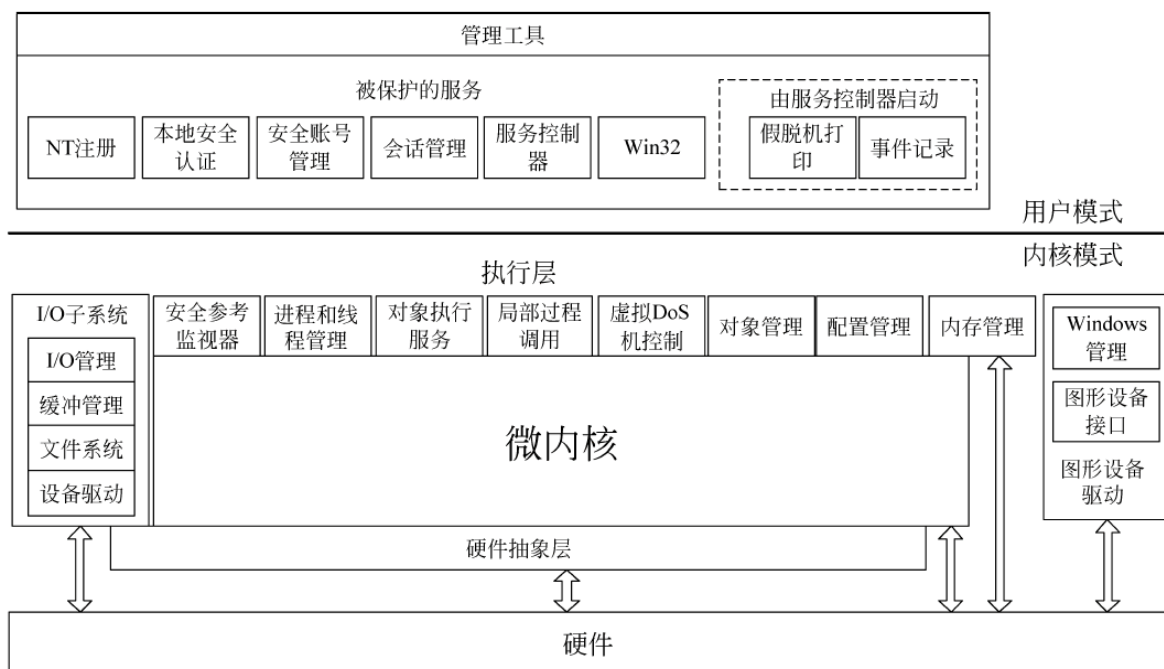 管理工具
被保护的服务
由服务控制器启动
NT注册
本地安全
认证
安全账号
管理
会话管理
服务控制
器
Win32
假脱机打
印
事件记录
用户模式
内核模式
执行层
I/O子系统
I/O管理
缓冲管理
文件系统
设备驱动
安全参考
监视器
进程和线
程管理
对象执行
服务
局部过程
调用
虚拟DoS
机控制
对象管理
配置管理
内存管理
Windows
管理
图形设备
接口
图形设备
驱动
微内核
硬件抽象层
硬件